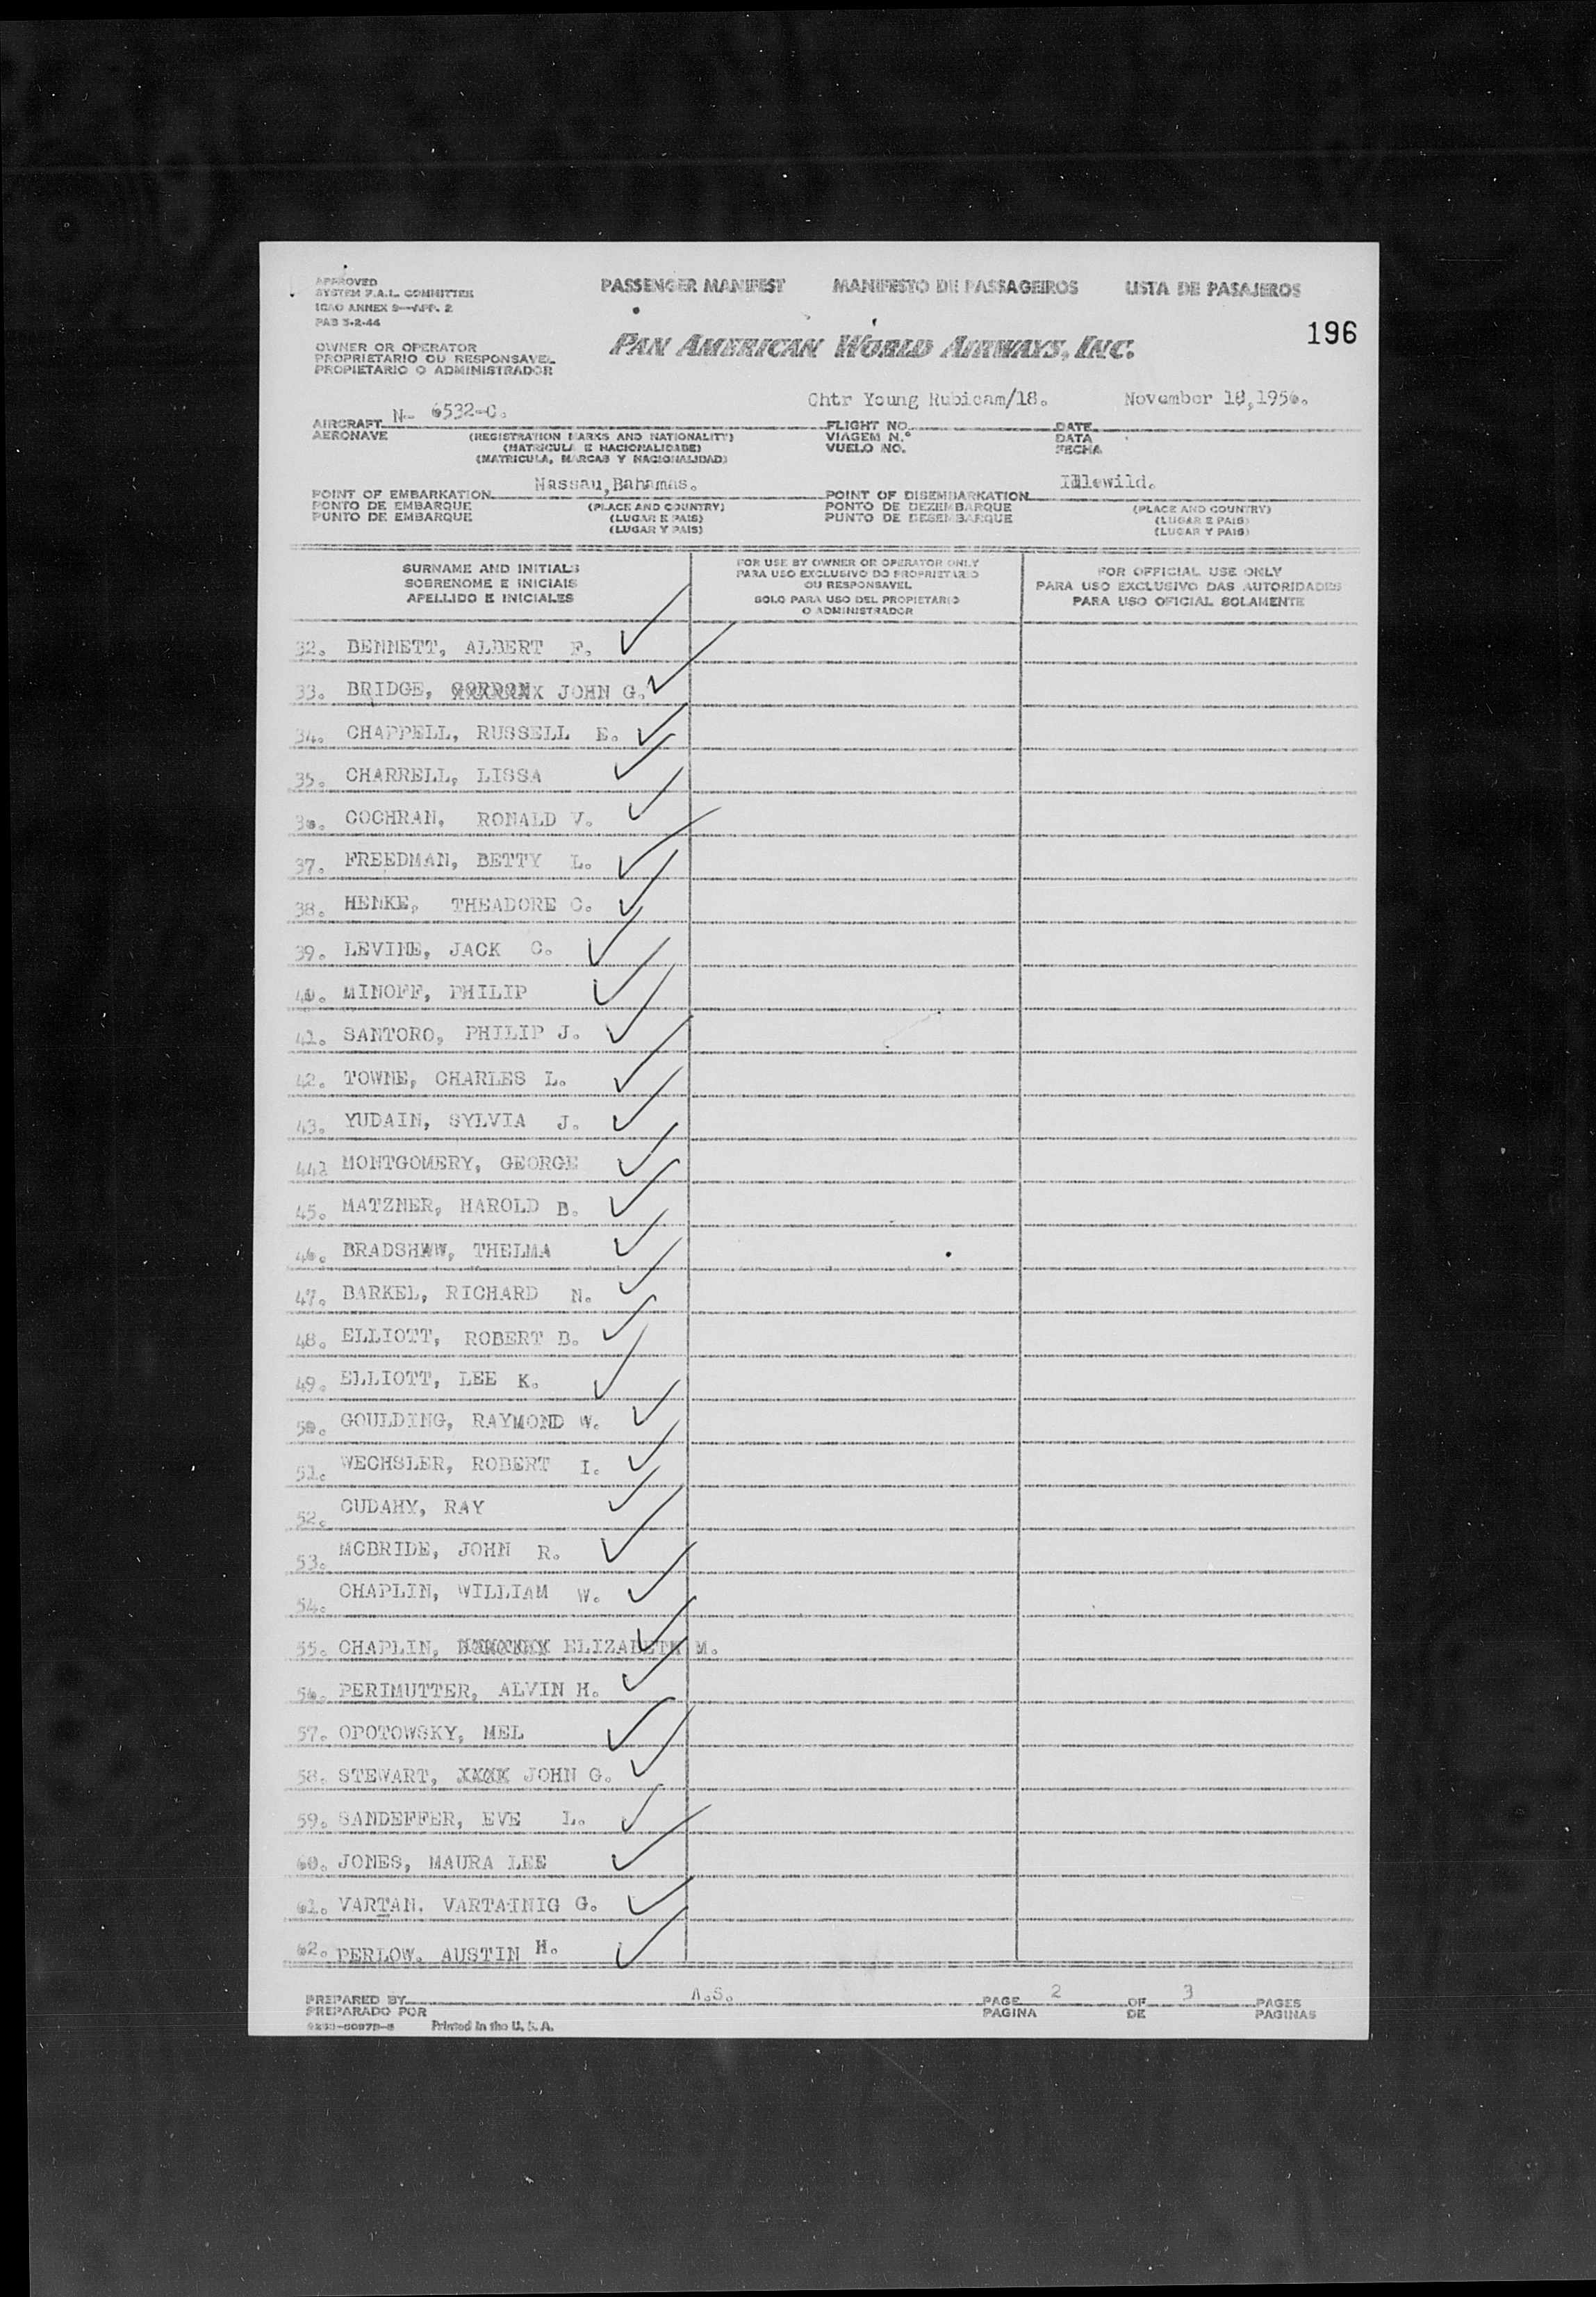 APPROVED
SYSTEM F.A.L. COMMITTEE
ICAO ANNEX 9—APP. 2
PAB 3-2-44
PASSENGER MANIFEST MANIFESTO DE PASSAGEIROS LISTA DE PASAJEROS
196
OWNER OR OPERATOR
PROPRIETARIO OU RESPONSAVEL
PROPIETARIO O ADMINISTRADOR
PAN AMERICAN WORLD AIRWAYS, INC.
N- 6532-C. Chtr Young Rubicam/18. November 18,1956.
AIRCRAFT FLIGHT NO. DATE
AERONAVE (REGISTRATION MARKS AND NATIONALITY) VIAGEM N.º DATA
(MATRICULA E NACIONALIDADE) VUELO NO. FECHA
(MATRICULA, MARCAS Y NACIONALIDAD)
Nassau,Bahamas. Idlewild.
POINT OF EMBARKATION POINT OF DISEMBARKATION
PONTO DE EMBARQUE (PLACE AND COUNTRY) PONTO DE DEZEMBARQUE (PLACE AND COUNTRY)
PUNTO DE EMBARQUE (LUGAR E PAIS) PUNTO DE DESEMBARQUE (LUGAR E PAIS)
(LUGAR Y PAIS) (LUGAR Y PAIS)
SURNAME AND INITIALS
SOBRENOME E INICIAIS
APELLIDO E INICIALES
FOR USE BY OWNER OR OPERATOR ONLY
PARA USO EXCLUSIVO DO PROPRIETARIO
OU RESPONSAVEL
SOLO PARA USO DEL PROPIETARIO
O ADMINISTRADOR
FOR OFFICIAL USE ONLY
PARA USO EXCLUSIVO DAS AUTORIDADES
PARA USO OFICIAL SOLAMENTE
32. BENNETT, ALBERT F.
33. BRIDGE, JOHN G.
34. CHAPPELL, RUSSELL E.
35. CHARRELL, LISSA
36. COCHRAN, RONALD V.
37. FREEDMAN, BETTY L.
38. HENKE, THEADORE C.
39. LEVINE, JACK C.
40. MINOFF, PHILIP
41. SANTORO, PHILIP J.
42. TOWNE, CHARLES L.
43. YUDAIN, SYLVIA J.
44. MONTGOMERY, GEORGE
45. MATZNER, HAROLD B.
46. BRADSHWW, THELMA
47. BARKEL, RICHARD N.
48. ELLIOTT, ROBERT B.
49. ELLIOTT, LEE K.
50. GOULDING, RAYMOND W.
51. WECHSLER, ROBERT I.
52. CUDAHY, RAY
53. MCBRIDE, JOHN R.
54. CHAPLIN, WILLIAM W.
55. CHAPLIN, ELIZABETH M.
56. PERIMUTTER, ALVIN H.
57. OPOTOWSKY, MEL
58. STEWART, JOHN G.
59. SANDEFFER, EVE L.
60. JONES, MAURA LEE
61. VARTAN. VARTAINIG G.
62. PERLOW. AUSTIN H.
PREPARED BY A.S. PAGE 2 OF 3 PAGES
PREPARADO POR PAGINA DE PAGINAS
Printed in the U. S. A.